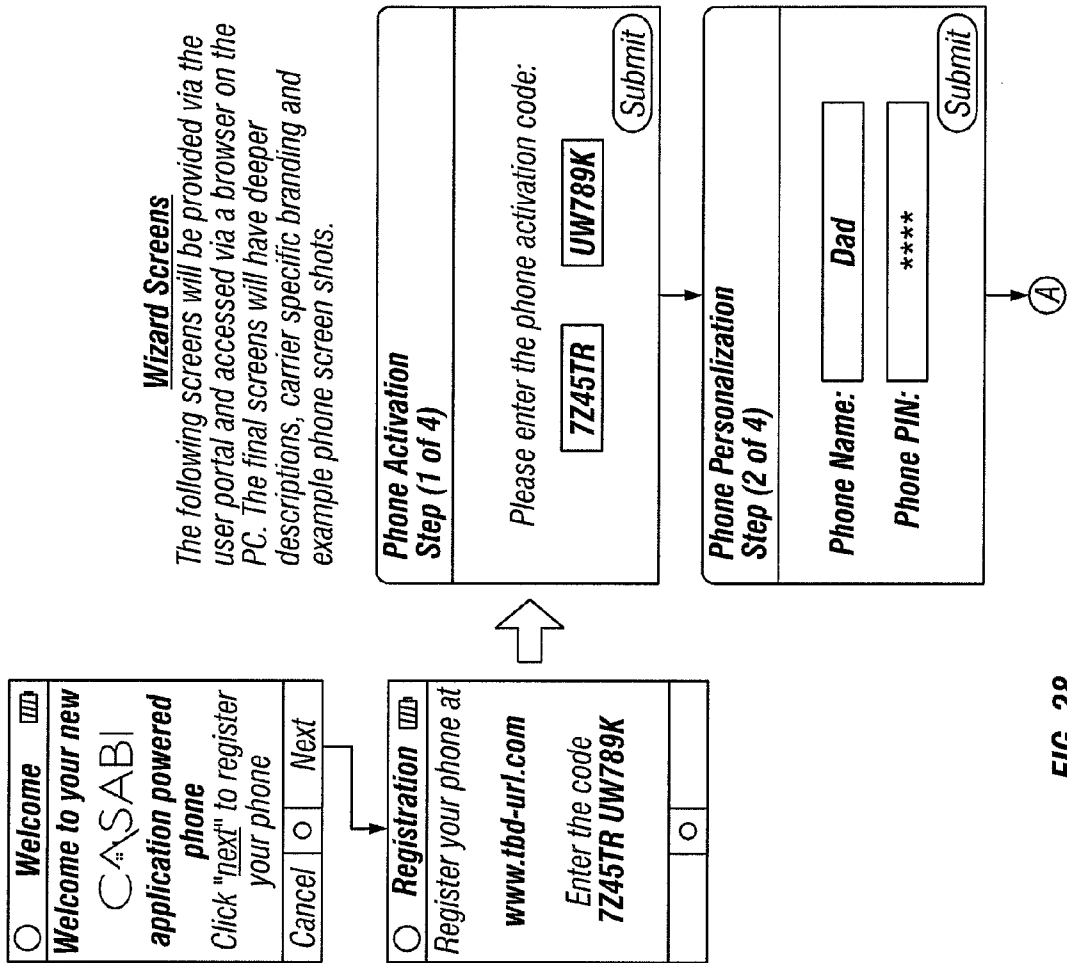 Welcome
Welcome to your new
CASABI
application powered
phone
Click "next" to register
your phone
Cancel
Next
Registration
Register your phone at
www.tbd-url.com
Enter the code
7Z45TR UW789K
Wizard Screens
The following screens will be provided via the
user portal and accessed via a browser on the
PC. The final screens will have deeper
descriptions, carrier specific branding and
example phone screen shots.
Phone Activation
Step (1 of 4)
Please enter the phone activation code:
7Z45TR
UW789K
Submit
Phone Personalization
Step (2 of 4)
Phone Name:
Dad
Phone PIN:
****
Submit
A